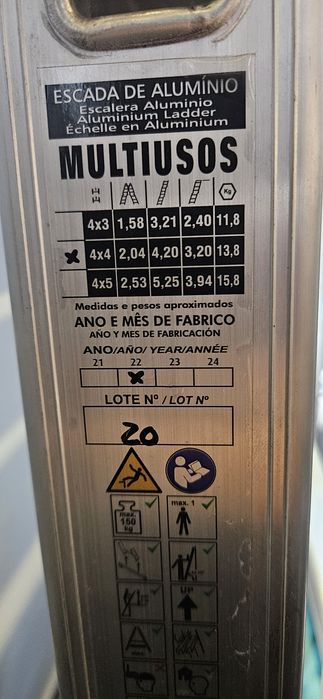 ESCADA DE ALUMÍNIO
Escalera Aluminio
Aluminium Ladder
Échelle en Aluminium
MULTIUSOS
Kg
4x3 1,58 3,21 2,40 11,8
4x4 2,04 4,20 3,20 13,8
4x5 2,53 5,25 3,94 15,8
Medidas e pesos aproximados
ANO E MÊS DE FABRICO
AÑO Y MES DE FABRICACIÓN
ANO/AÑO/YEAR/ANNÉE
21 22 23 24
LOTE Nº / LOT Nº
20
max. 150 kg
max. 1
UP